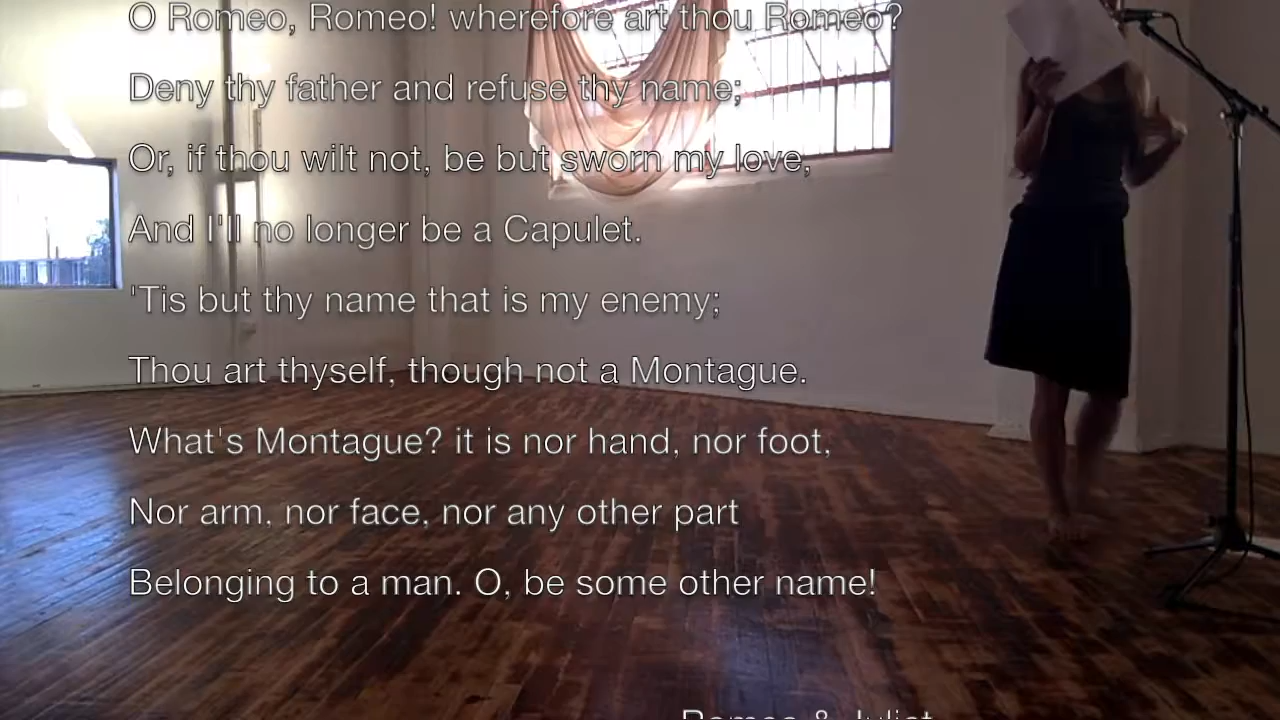 O Romeo, Romeo! wherefore art thou Romeo?
Deny thy father and refuse thy name;
Or, if thou wilt not, be but sworn my love,
And I'll no longer be a Capulet.
'Tis but thy name that is my enemy;
Thou art thyself, though not a Montague.
What's Montague? it is nor hand, nor foot,
Nor arm, nor face, nor any other part
Belonging to a man. O, be some other name!
Romeo & Juliet